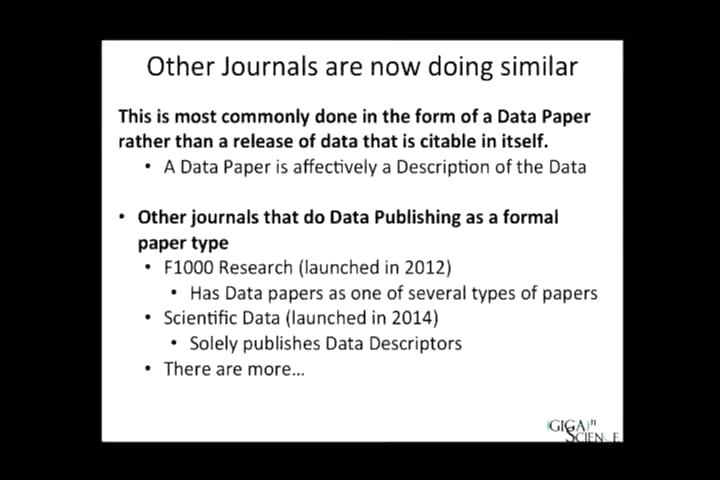 Other Journals are now doing similar
This is most commonly done in the form of a Data Paper
rather than a release of data that is citable in itself.
• A Data Paper is affectively a Description of the Data
• Other journals that do Data Publishing as a formal
paper type
• F1000 Research (launched in 2012)
• Has Data papers as one of several types of papers
• Scientific Data (launched in 2014)
• Solely publishes Data Descriptors
• There are more...
(GIGA)n
SCIENCE